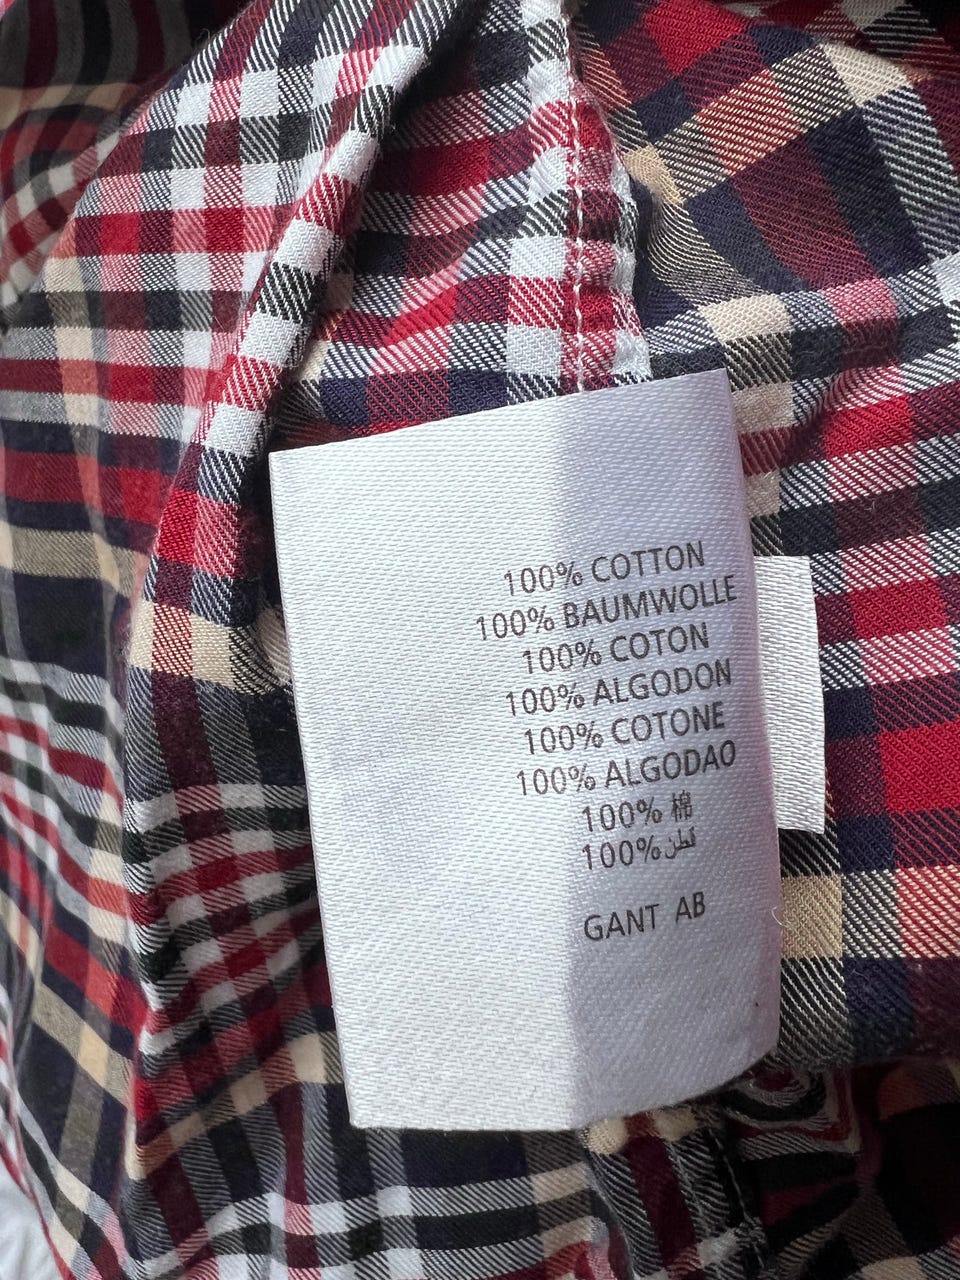 100% COTTON
100% BAUMWOLLE
100% COTON
100% ALGODON
100% COTONE
100% ALGODAO
100% 棉
100% قطن
GANT AB